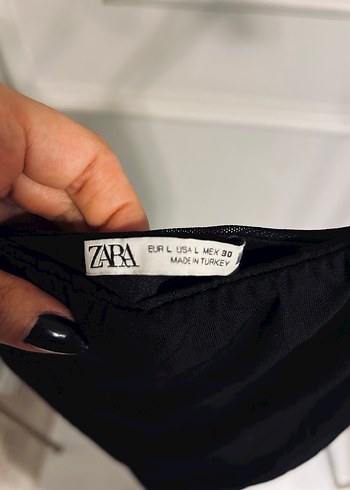 ZARA
EUR L USA L MEX 30
MADE IN TURKEY